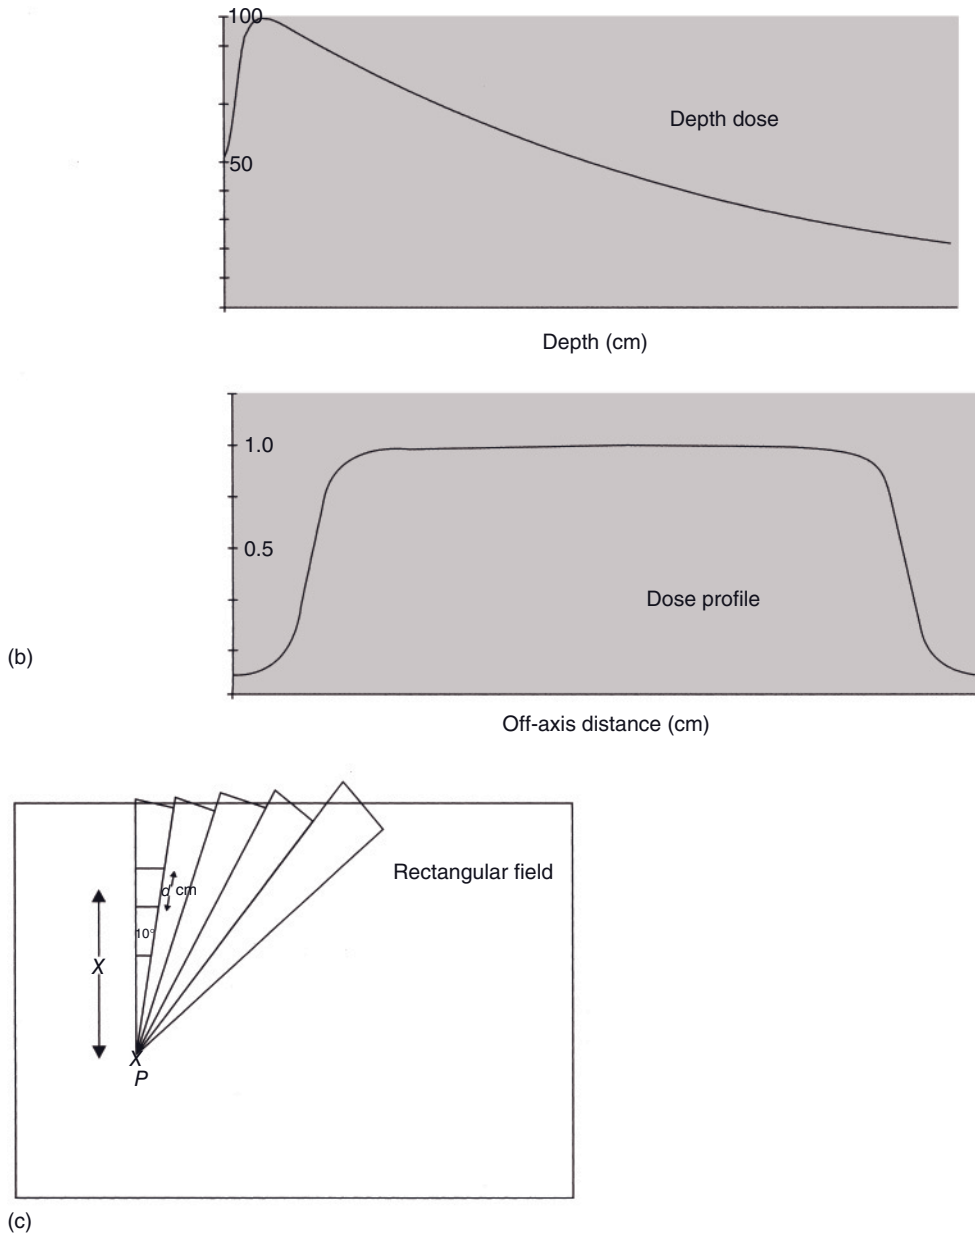 100
Depth dose
50
Depth (cm)
1.0
0.5
Dose profile
(b)
Off-axis distance (cm)
Rectangular field
d cm
10°
X
X
P
(c)